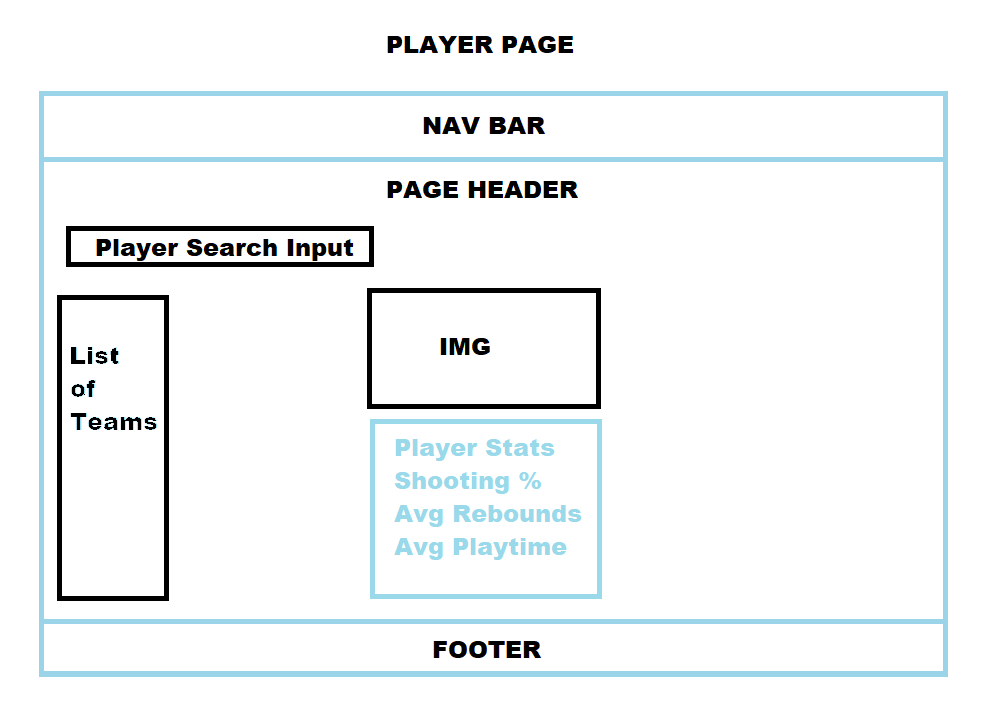 PLAYER PAGE
NAV BAR
PAGE HEADER
Player Search Input
List
of
Teams
IMG
Player Stats
Shooting %
Avg Rebounds
Avg Playtime
FOOTER